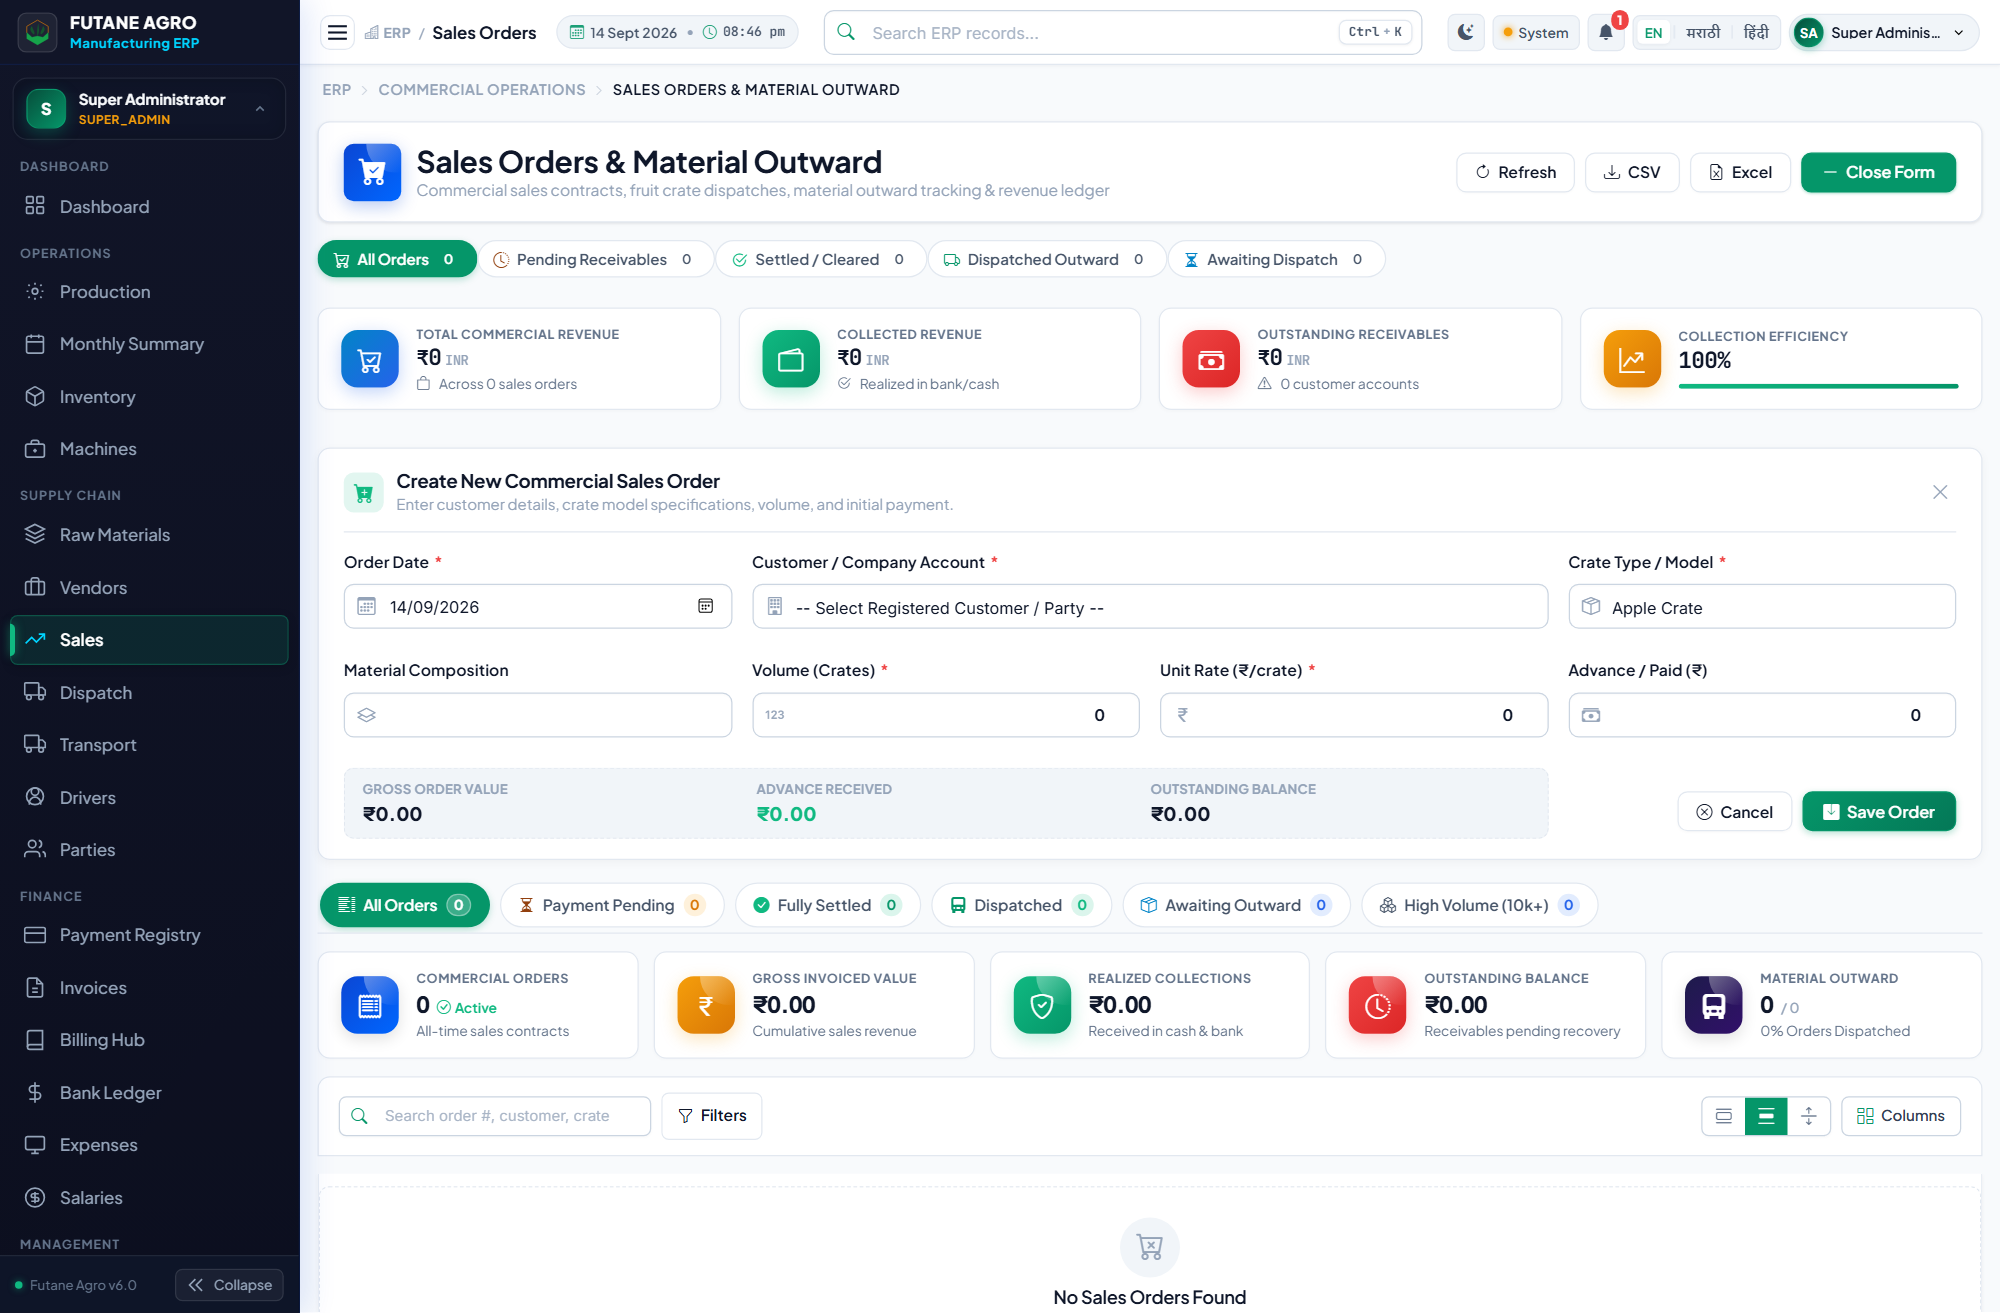 FUTANE AGRO
Manufacturing ERP
S
Super Administrator
SUPER_ADMIN
DASHBOARD
Dashboard
OPERATIONS
Production
Monthly Summary
Inventory
Machines
SUPPLY CHAIN
Raw Materials
Vendors
Sales
Dispatch
Transport
Drivers
Parties
FINANCE
Payment Registry
Invoices
Billing Hub
Bank Ledger
Expenses
Salaries
MANAGEMENT
Futane Agro v6.0
Collapse
ERP / Sales Orders
14 Sept 2026 • 08:46 pm
Search ERP records...
Ctrl + K
System
1
EN मराठी हिंदी
SA Super Adminis...
ERP > COMMERCIAL OPERATIONS > SALES ORDERS & MATERIAL OUTWARD
Sales Orders & Material Outward
Commercial sales contracts, fruit crate dispatches, material outward tracking & revenue ledger
Refresh
CSV
Excel
Close Form
All Orders 0
Pending Receivables 0
Settled / Cleared 0
Dispatched Outward 0
Awaiting Dispatch 0
TOTAL COMMERCIAL REVENUE
₹0 INR
Across 0 sales orders
COLLECTED REVENUE
₹0 INR
Realized in bank/cash
OUTSTANDING RECEIVABLES
₹0 INR
0 customer accounts
COLLECTION EFFICIENCY
100%
Create New Commercial Sales Order
Enter customer details, crate model specifications, volume, and initial payment.
Order Date *
14/09/2026
Customer / Company Account *
-- Select Registered Customer / Party --
Crate Type / Model *
Apple Crate
Material Composition
Volume (Crates) *
123 0
Unit Rate (₹/crate) *
₹ 0
Advance / Paid (₹)
0
GROSS ORDER VALUE
₹0.00
ADVANCE RECEIVED
₹0.00
OUTSTANDING BALANCE
₹0.00
Cancel
Save Order
All Orders 0
Payment Pending 0
Fully Settled 0
Dispatched 0
Awaiting Outward 0
High Volume (10k+) 0
COMMERCIAL ORDERS
0 Active
All-time sales contracts
₹
GROSS INVOICED VALUE
₹0.00
Cumulative sales revenue
REALIZED COLLECTIONS
₹0.00
Received in cash & bank
OUTSTANDING BALANCE
₹0.00
Receivables pending recovery
MATERIAL OUTWARD
0 / 0
0% Orders Dispatched
Search order #, customer, crate
Filters
Columns
No Sales Orders Found